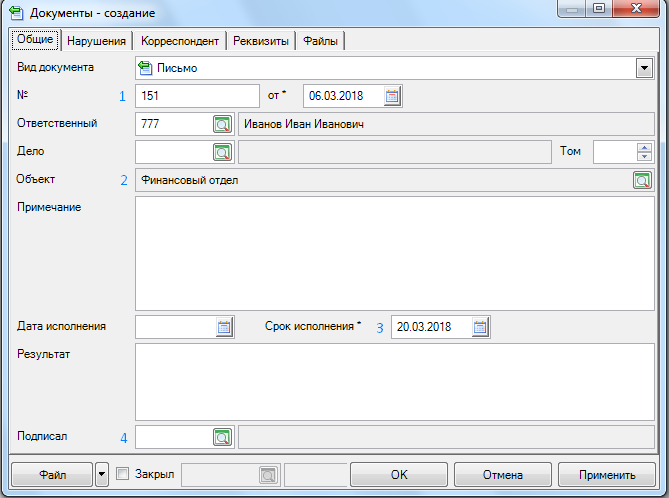 Документы - создание
Общие Нарушения Корреспондент Реквизиты Файлы
Вид документа Письмо
№ 1 151 от * 06.03.2018
Ответственный 777 Иванов Иван Иванович
Дело Том
Объект 2 Финансовый отдел
Примечание
Дата исполнения Срок исполнения * 3 20.03.2018
Результат
Подписал 4
Файл Закрыл OK Отмена Применить